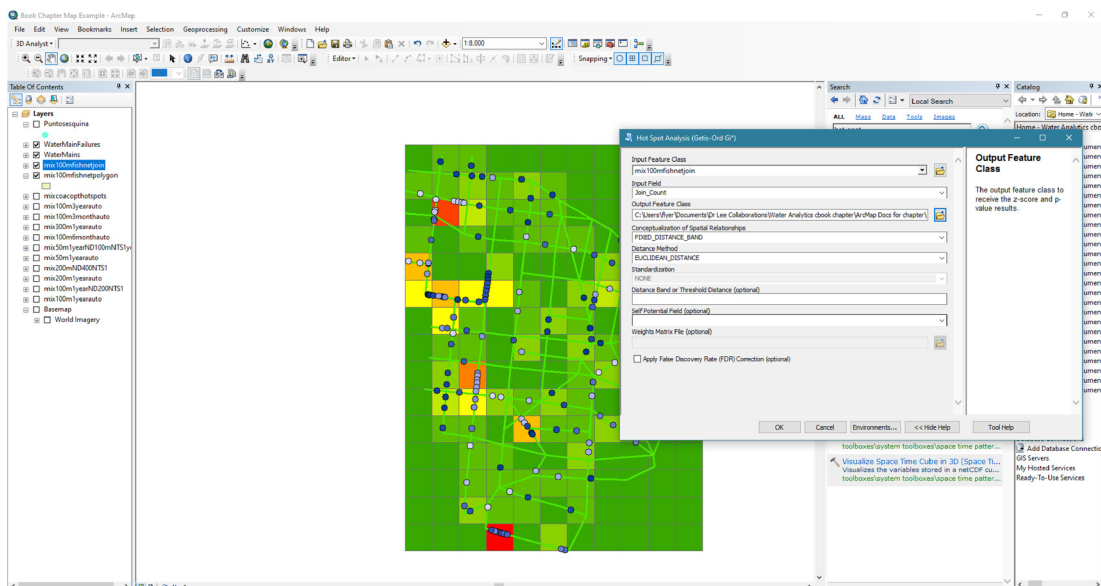 Book Chapter Map Example - ArcMap
File Edit View Bookmarks Insert Selection Geoprocessing Customize Windows Help
3D Analyst
1:8,000
Editor
Snapping
Table Of Contents
Layers
Puntosesquina
WaterMainFailures
WaterMains
mix100mfishnetjoin
mix100mfishnetpolygon
mixcoacopthotspots
mix100m3yearauto
mix100m3monthauto
mix300m1yearauto
mix100m6monthauto
mix50m1yearND100mNTS1y
mix50m1yearauto
mix200mND400NTS1
mix200m1yearauto
mix100m1yearND200NTS1
mix100m1yearauto
Basemap
World Imagery
Hot Spot Analysis (Getis-Ord Gi*)
Input Feature Class
mix100mfishnetjoin
Input Field
Join_Count
Output Feature Class
C:\Users\flyer\Documents\Dr Lee Collaborations\Water Analytics cbook chapter\ArcMap Docs for chapter\
Conceptualization of Spatial Relationships
FIXED_DISTANCE_BAND
Distance Method
EUCLIDEAN_DISTANCE
Standardization
NONE
Distance Band or Threshold Distance (optional)
Self Potential Field (optional)
Weights Matrix File (optional)
Apply False Discovery Rate (FDR) Correction (optional)
OK Cancel Environments... << Hide Help Tool Help
Output Feature
Class
The output feature class to
receive the z-score and p-
value results.
Search
Local Search
ALL Maps Data Tools Images
toolboxes\system toolboxes\space time patter...
Visualize Space Time Cube in 3D (Space Ti...
Visualizes the variables stored in a netCDF cu...
toolboxes\system toolboxes\space time patter...
Catalog
Location: Home - Wate
Home - Water Analytics cbo
Add Database Connectio
GIS Servers
My Hosted Services
Ready-To-Use Services